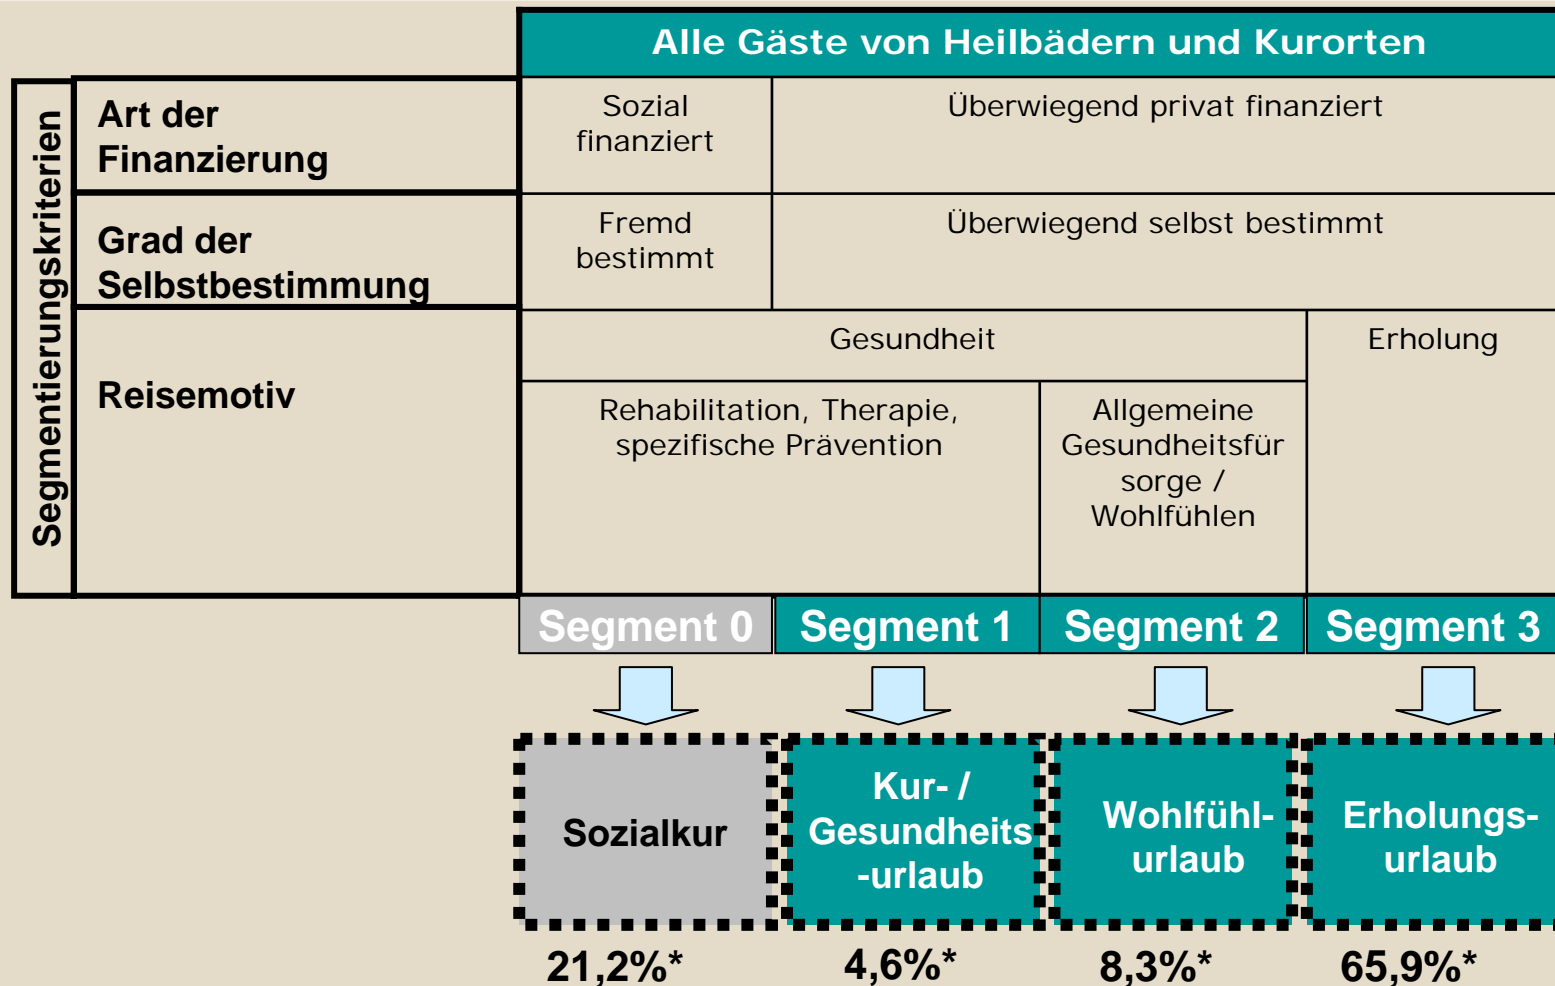 Alle Gäste von Heilbädern und Kurorten
Segmentierungskriterien
Art der
Finanzierung
Sozial
finanziert
Überwiegend privat finanziert
Grad der
Selbstbestimmung
Fremd
bestimmt
Überwiegend selbst bestimmt
Reisemotiv
Gesundheit
Erholung
Rehabilitation, Therapie,
spezifische Prävention
Allgemeine
Gesundheitsfür
sorge /
Wohlfühlen
Segment 0
Segment 1
Segment 2
Segment 3
Sozialkur
Kur- /
Gesundheits
-urlaub
Wohlfühl-
urlaub
Erholungs-
urlaub
21,2%*
4,6%*
8,3%*
65,9%*